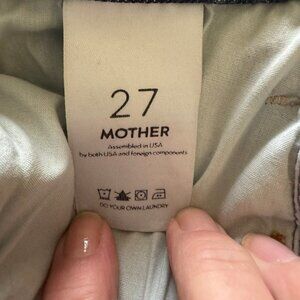 27
MOTHER
Assembled in USA
by both USA and foreign components
DO YOUR OWN LAUNDRY